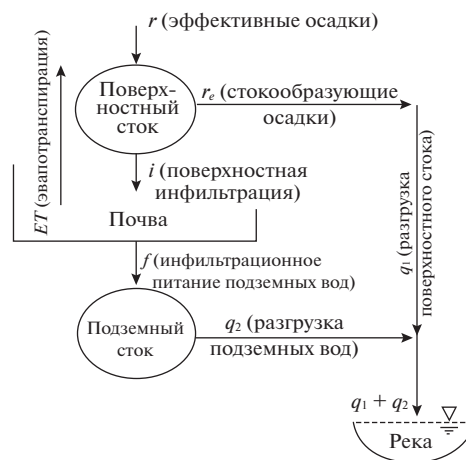 r (эффективные осадки)
Поверх-
ностный
сток
rₑ (стокообразующие
осадки)
ET (эвапотранспирация)
i (поверхностная
инфильтрация)
Почва
q₁ (разгрузка
поверхностного стока)
f (инфильтрационное
питание подземных вод)
Подземный
сток
q₂ (разгрузка
подземных вод)
q₁ + q₂
Река